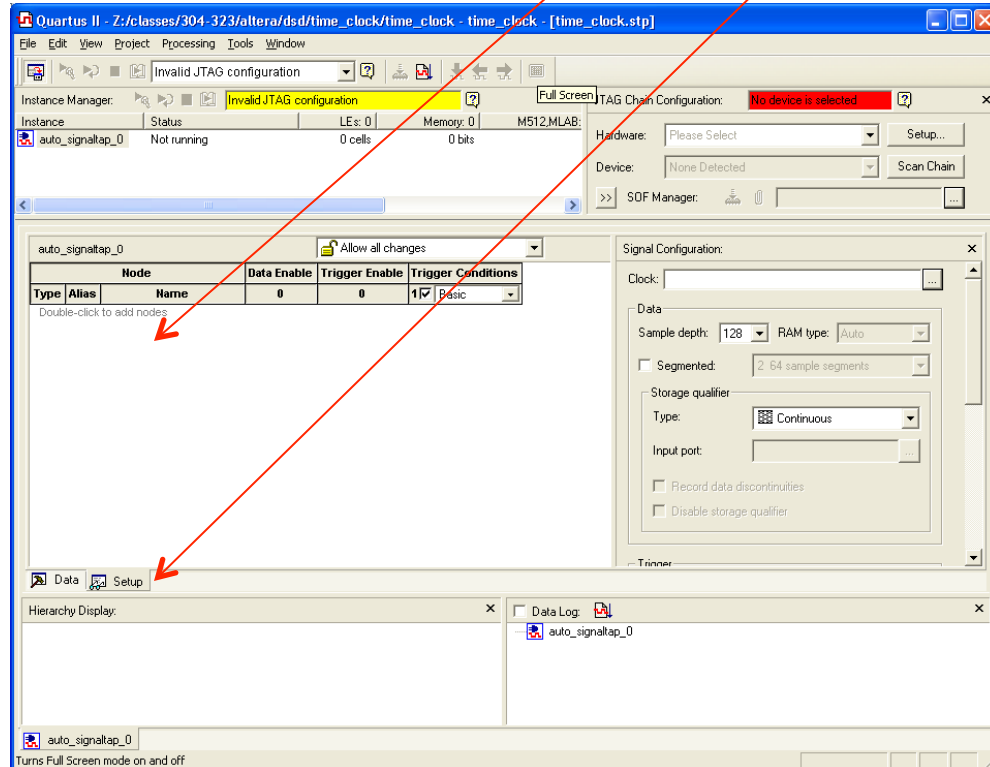 Quartus II - Z:/classes/304-323/altera/dsd/time_clock/time_clock - time_clock - [time_clock.stp]
File Edit View Project Processing Tools Window
Invalid JTAG configuration
Full Screen
Instance Manager: Invalid JTAG configuration
JTAG Chain Configuration: No device is selected
Instance Status LEs: 0 Memory: 0 M512,MLAB:
auto_signaltap_0 Not running 0 cells 0 bits
Hardware: Please Select Setup...
Device: None Detected Scan Chain
>> SOF Manager: ...
auto_signaltap_0 Allow all changes
Node Data Enable Trigger Enable Trigger Conditions
Type Alias Name 0 0 1 Basic
Double-click to add nodes
Signal Configuration:
Clock: ...
Data
Sample depth: 128 RAM type: Auto
Segmented: 2 64 sample segments
Storage qualifier
Type: Continuous
Input port: ...
Record data discontinuities
Disable storage qualifier
Trigger
Data Setup
Hierarchy Display:
Data Log:
auto_signaltap_0
auto_signaltap_0
Turns Full Screen mode on and off